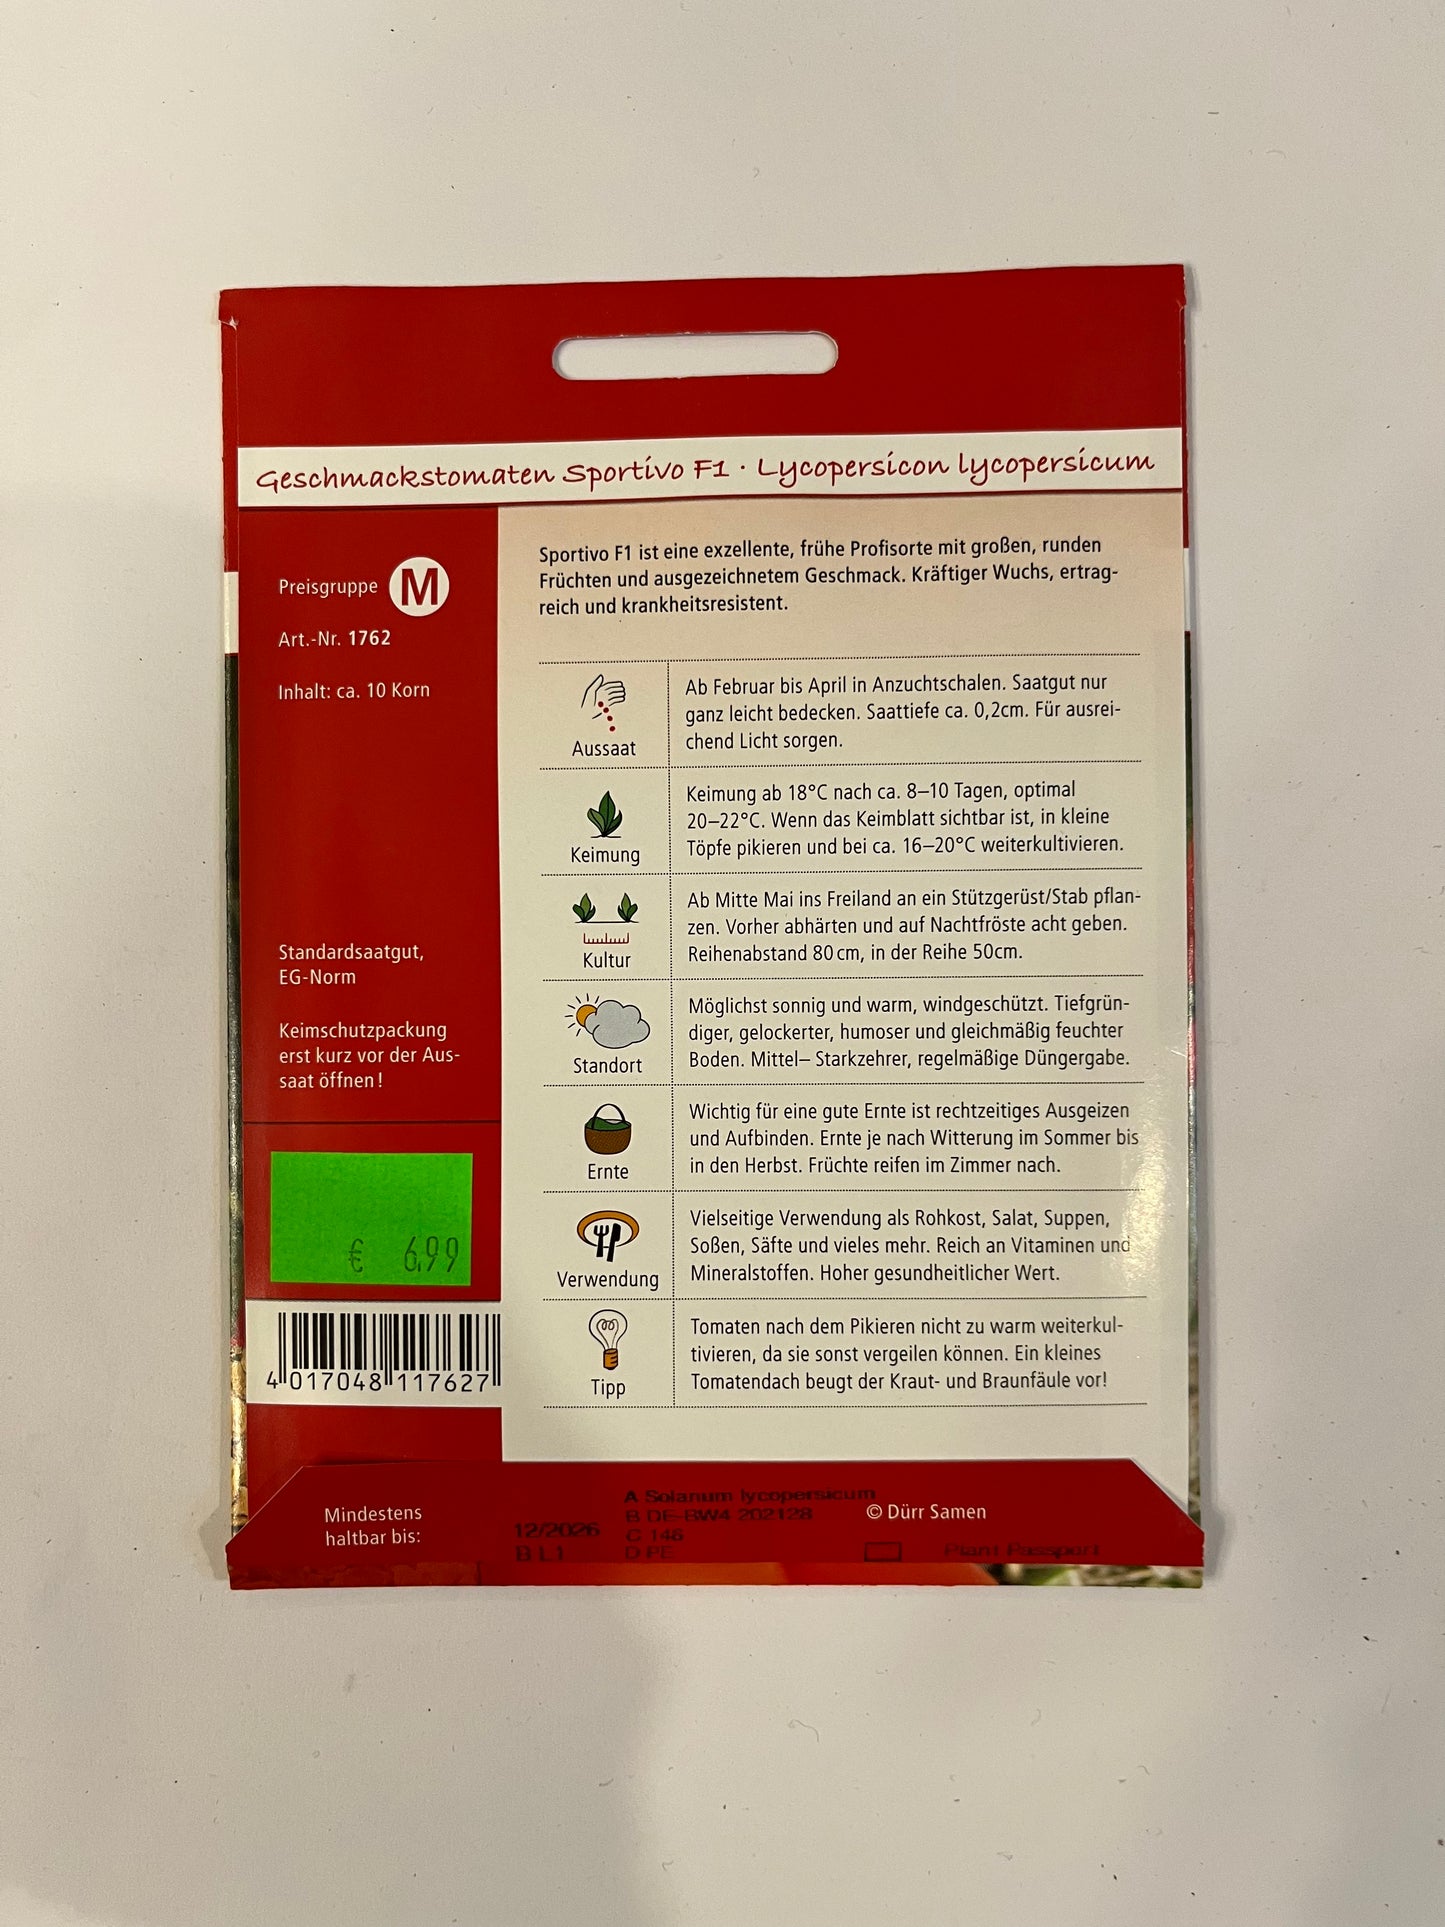 Geschmackstomaten Sportivo F1 · Lycopersicon lycopersicum
Preisgruppe M
Art.-Nr. 1762
Inhalt: ca. 10 Korn
Standardsaatgut,
EG-Norm
Keimschutzpackung
erst kurz vor der Aus-
saat öffnen!
€ 6,99
4 017048 117627
Sportivo F1 ist eine exzellente, frühe Profisorte mit großen, runden
Früchten und ausgezeichnetem Geschmack. Kräftiger Wuchs, ertrag-
reich und krankheitsresistent.
Aussaat
Ab Februar bis April in Anzuchtschalen. Saatgut nur
ganz leicht bedecken. Saattiefe ca. 0,2cm. Für ausrei-
chend Licht sorgen.
Keimung
Keimung ab 18°C nach ca. 8–10 Tagen, optimal
20–22°C. Wenn das Keimblatt sichtbar ist, in kleine
Töpfe pikieren und bei ca. 16–20°C weiterkultivieren.
Kultur
Ab Mitte Mai ins Freiland an ein Stützgerüst/Stab pflan-
zen. Vorher abhärten und auf Nachtfröste acht geben.
Reihenabstand 80cm, in der Reihe 50cm.
Standort
Möglichst sonnig und warm, windgeschützt. Tiefgrün-
diger, gelockerter, humoser und gleichmäßig feuchter
Boden. Mittel– Starkzehrer, regelmäßige Düngergabe.
Ernte
Wichtig für eine gute Ernte ist rechtzeitiges Ausgeizen
und Aufbinden. Ernte je nach Witterung im Sommer bis
in den Herbst. Früchte reifen im Zimmer nach.
Verwendung
Vielseitige Verwendung als Rohkost, Salat, Suppen,
Soßen, Säfte und vieles mehr. Reich an Vitaminen und
Mineralstoffen. Hoher gesundheitlicher Wert.
Tipp
Tomaten nach dem Pikieren nicht zu warm weiterkul-
tivieren, da sie sonst vergeilen können. Ein kleines
Tomatendach beugt der Kraut- und Braunfäule vor!
Mindestens
haltbar bis:
12/2026
B L1
A Solanum lycopersicum
B DE-BW4 202128
C 146
D PE
© Dürr Samen
Plant Passport